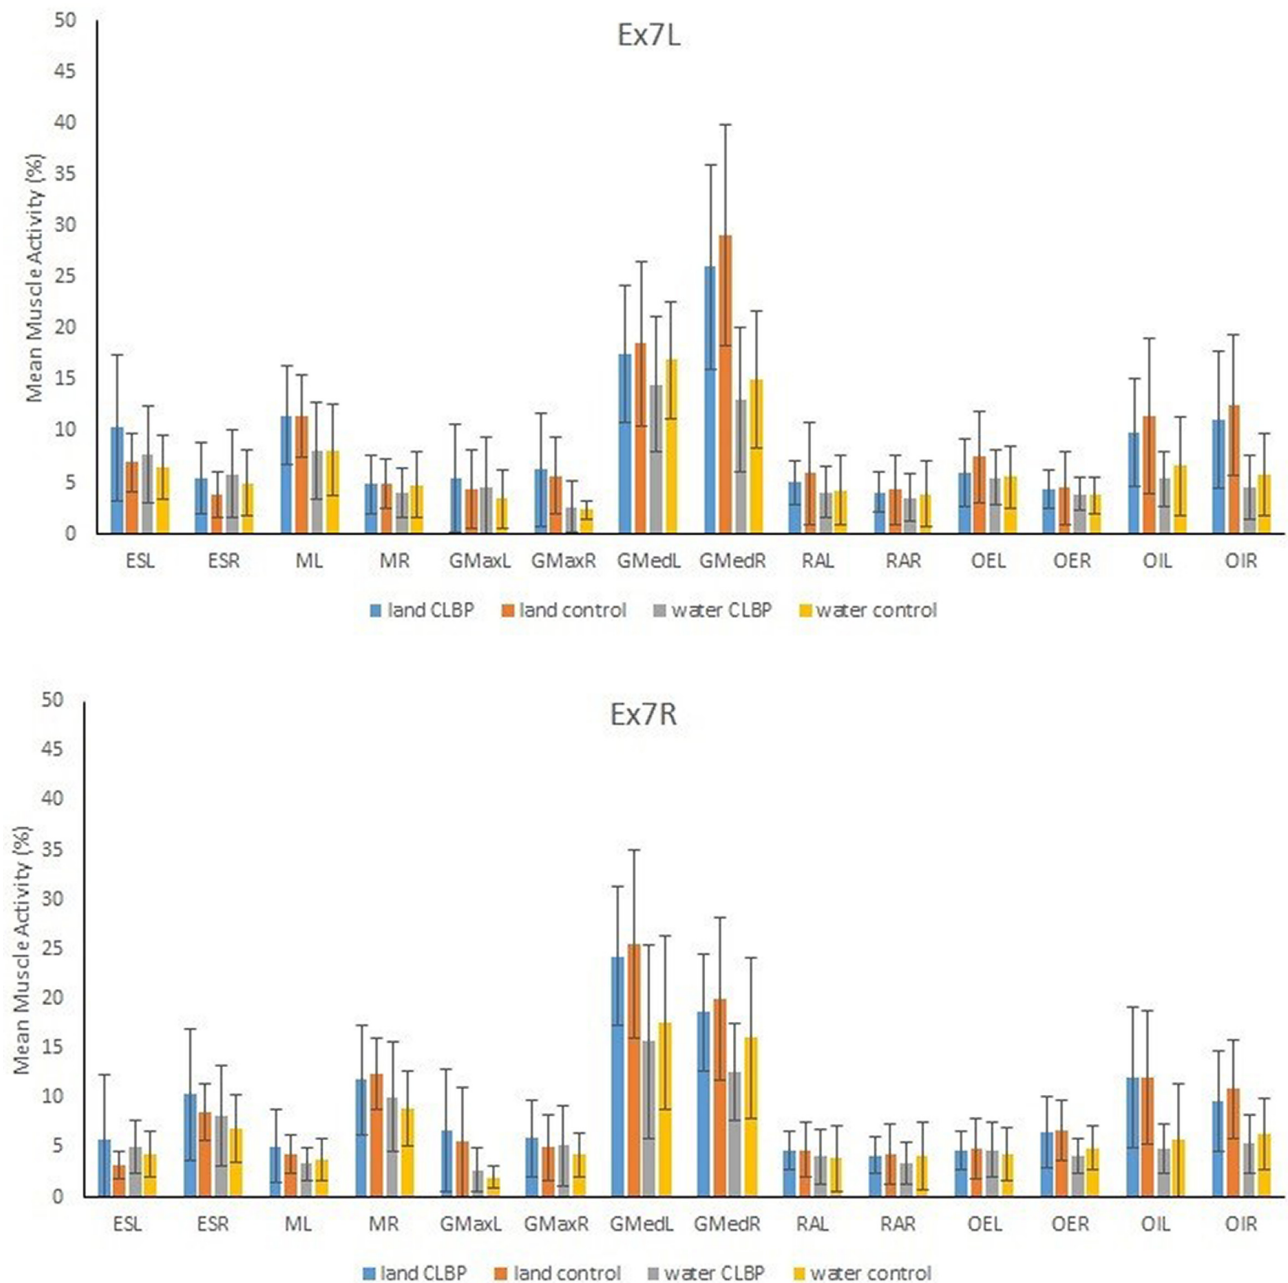 Ex7L
50
45
40
35
30
25
20
15
10
5
0
Mean Muscle Activity (%)
ESL ESR ML MR GMaxL GMaxR GMedL GMedR RAL RAR OEL OER OIL OIR
land CLBP land control water CLBP water control
Ex7R
50
45
40
35
30
25
20
15
10
5
0
Mean Muscle Activity (%)
ESL ESR ML MR GMaxL GMaxR GMedL GMedR RAL RAR OEL OER OIL OIR
land CLBP land control water CLBP water control